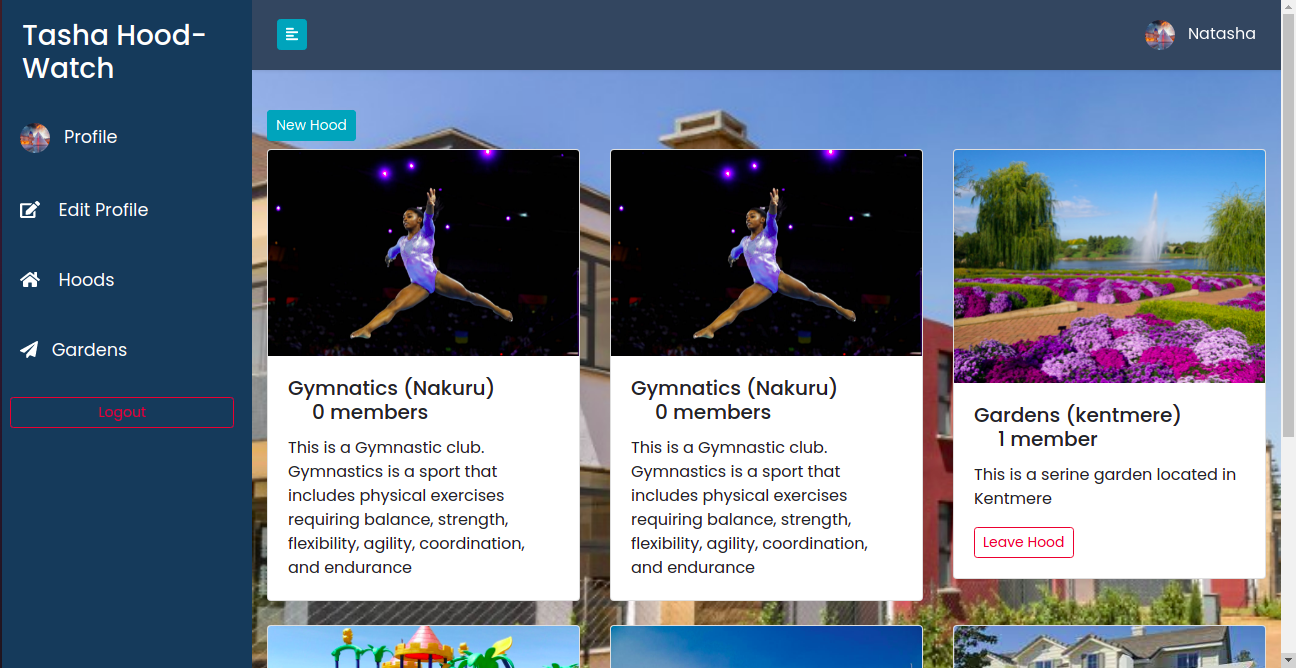 Tasha Hood-
Watch
Profile
Edit Profile
Hoods
Gardens
Logout
Natasha
New Hood
Gymnatics (Nakuru)
0 members
This is a Gymnastic club.
Gymnastics is a sport that
includes physical exercises
requiring balance, strength,
flexibility, agility, coordination,
and endurance
Gymnatics (Nakuru)
0 members
This is a Gymnastic club.
Gymnastics is a sport that
includes physical exercises
requiring balance, strength,
flexibility, agility, coordination,
and endurance
Gardens (kentmere)
1 member
This is a serine garden located in
Kentmere
Leave Hood